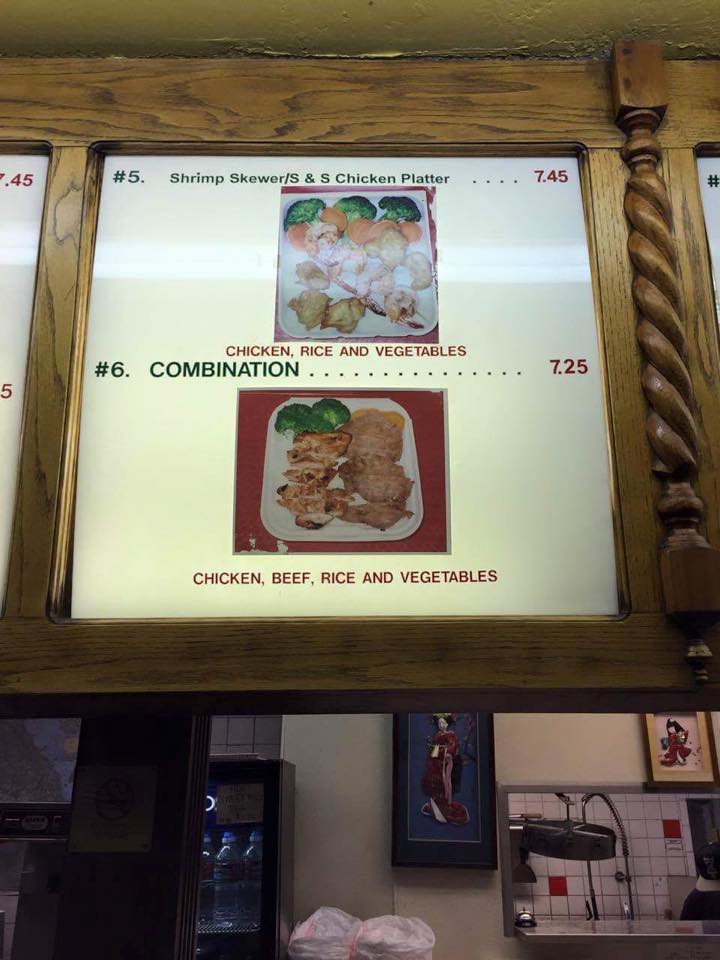 7.45
5
#5. Shrimp Skewer/S & S Chicken Platter .... 7.45
CHICKEN, RICE AND VEGETABLES
#6. COMBINATION ............... 7.25
CHICKEN, BEEF, RICE AND VEGETABLES
#